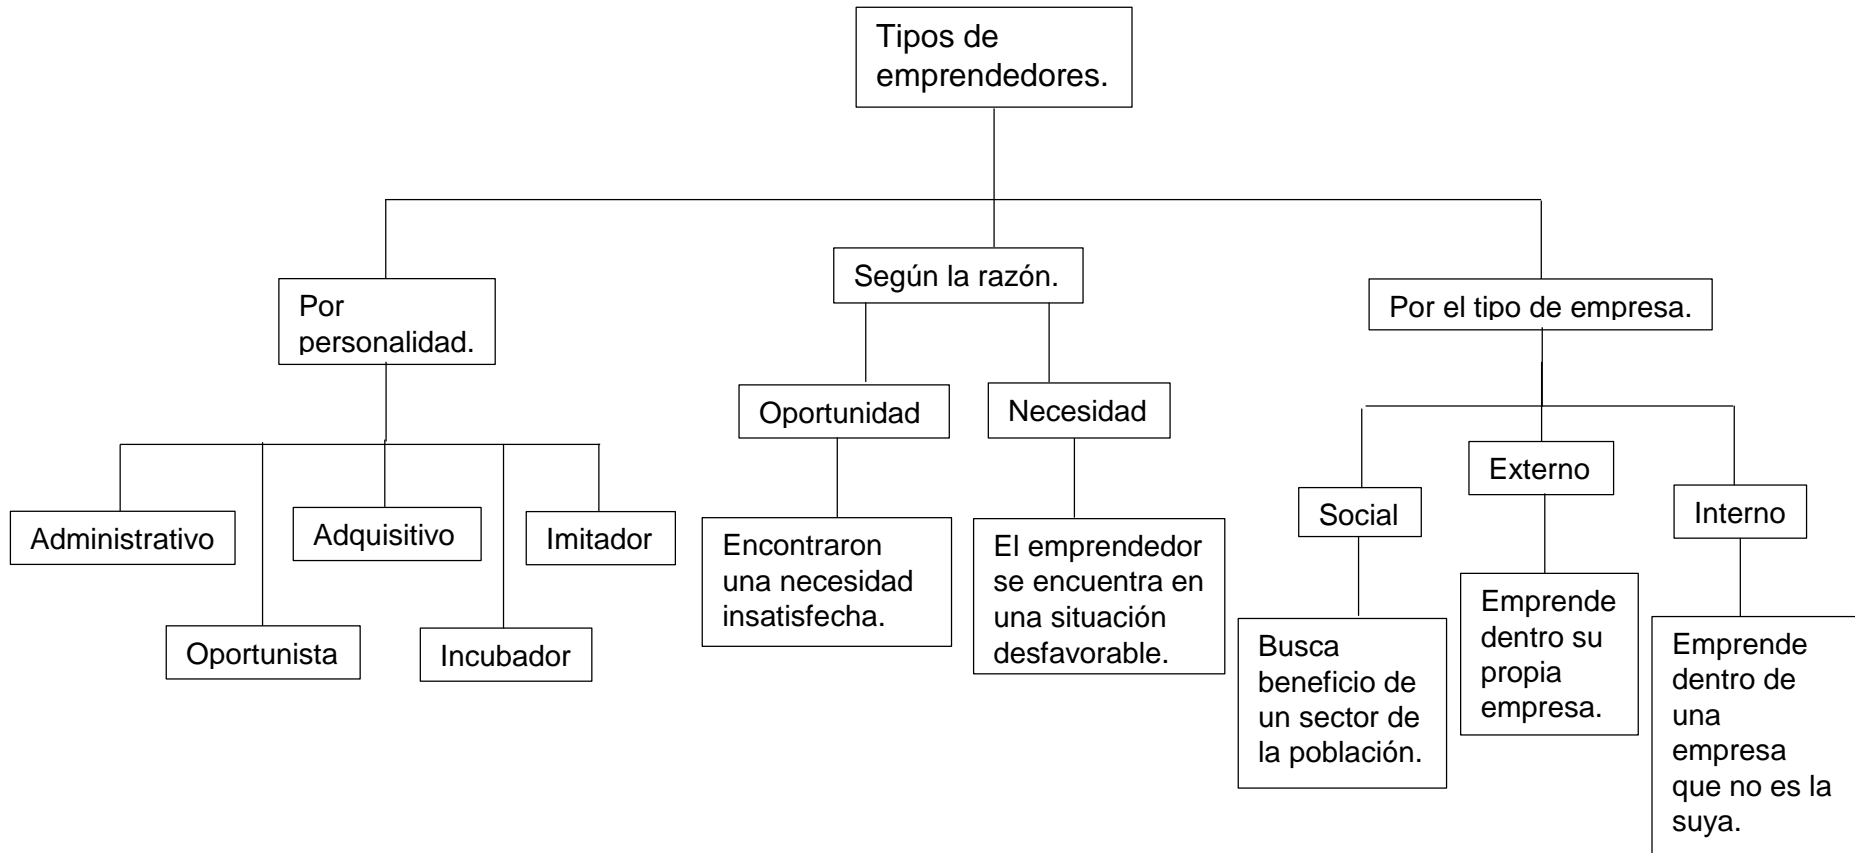 Tipos de
emprendedores.
Según la razón.
Por
personalidad.
Por el tipo de empresa.
Oportunidad
Necesidad
Externo
Social
Interno
Administrativo
Adquisitivo
Imitador
Oportunista
Incubador
Encontraron
una necesidad
insatisfecha.
El emprendedor
se encuentra en
una situación
desfavorable.
Busca
beneficio de
un sector de
la población.
Emprende
dentro su
propia
empresa.
Emprende
dentro de
una
empresa
que no es la
suya.